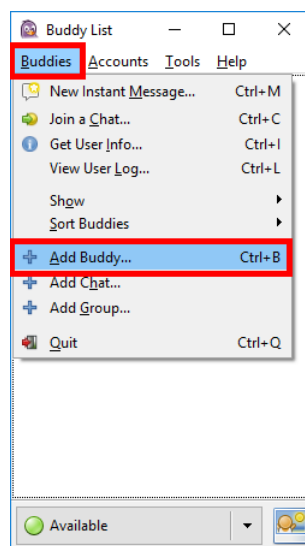 Buddy List
Buddies Accounts Tools Help
New Instant Message... Ctrl+M
Join a Chat... Ctrl+C
Get User Info... Ctrl+I
View User Log... Ctrl+L
Show
Sort Buddies
Add Buddy... Ctrl+B
Add Chat...
Add Group...
Quit Ctrl+Q
Available